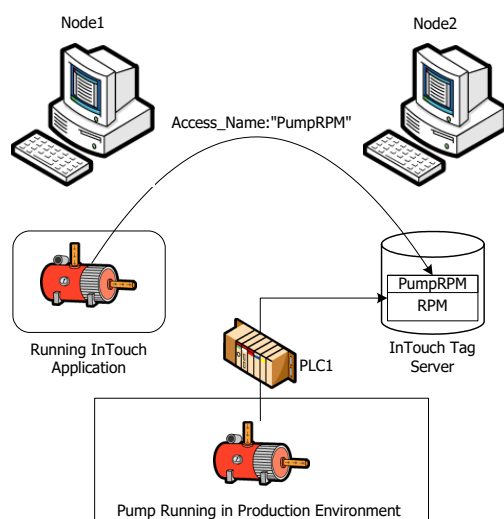 Node1
Node2
Access_Name:"PumpRPM"
PumpRPM
RPM
Running InTouch
Application
InTouch Tag
Server
PLC1
Pump Running in Production Environment